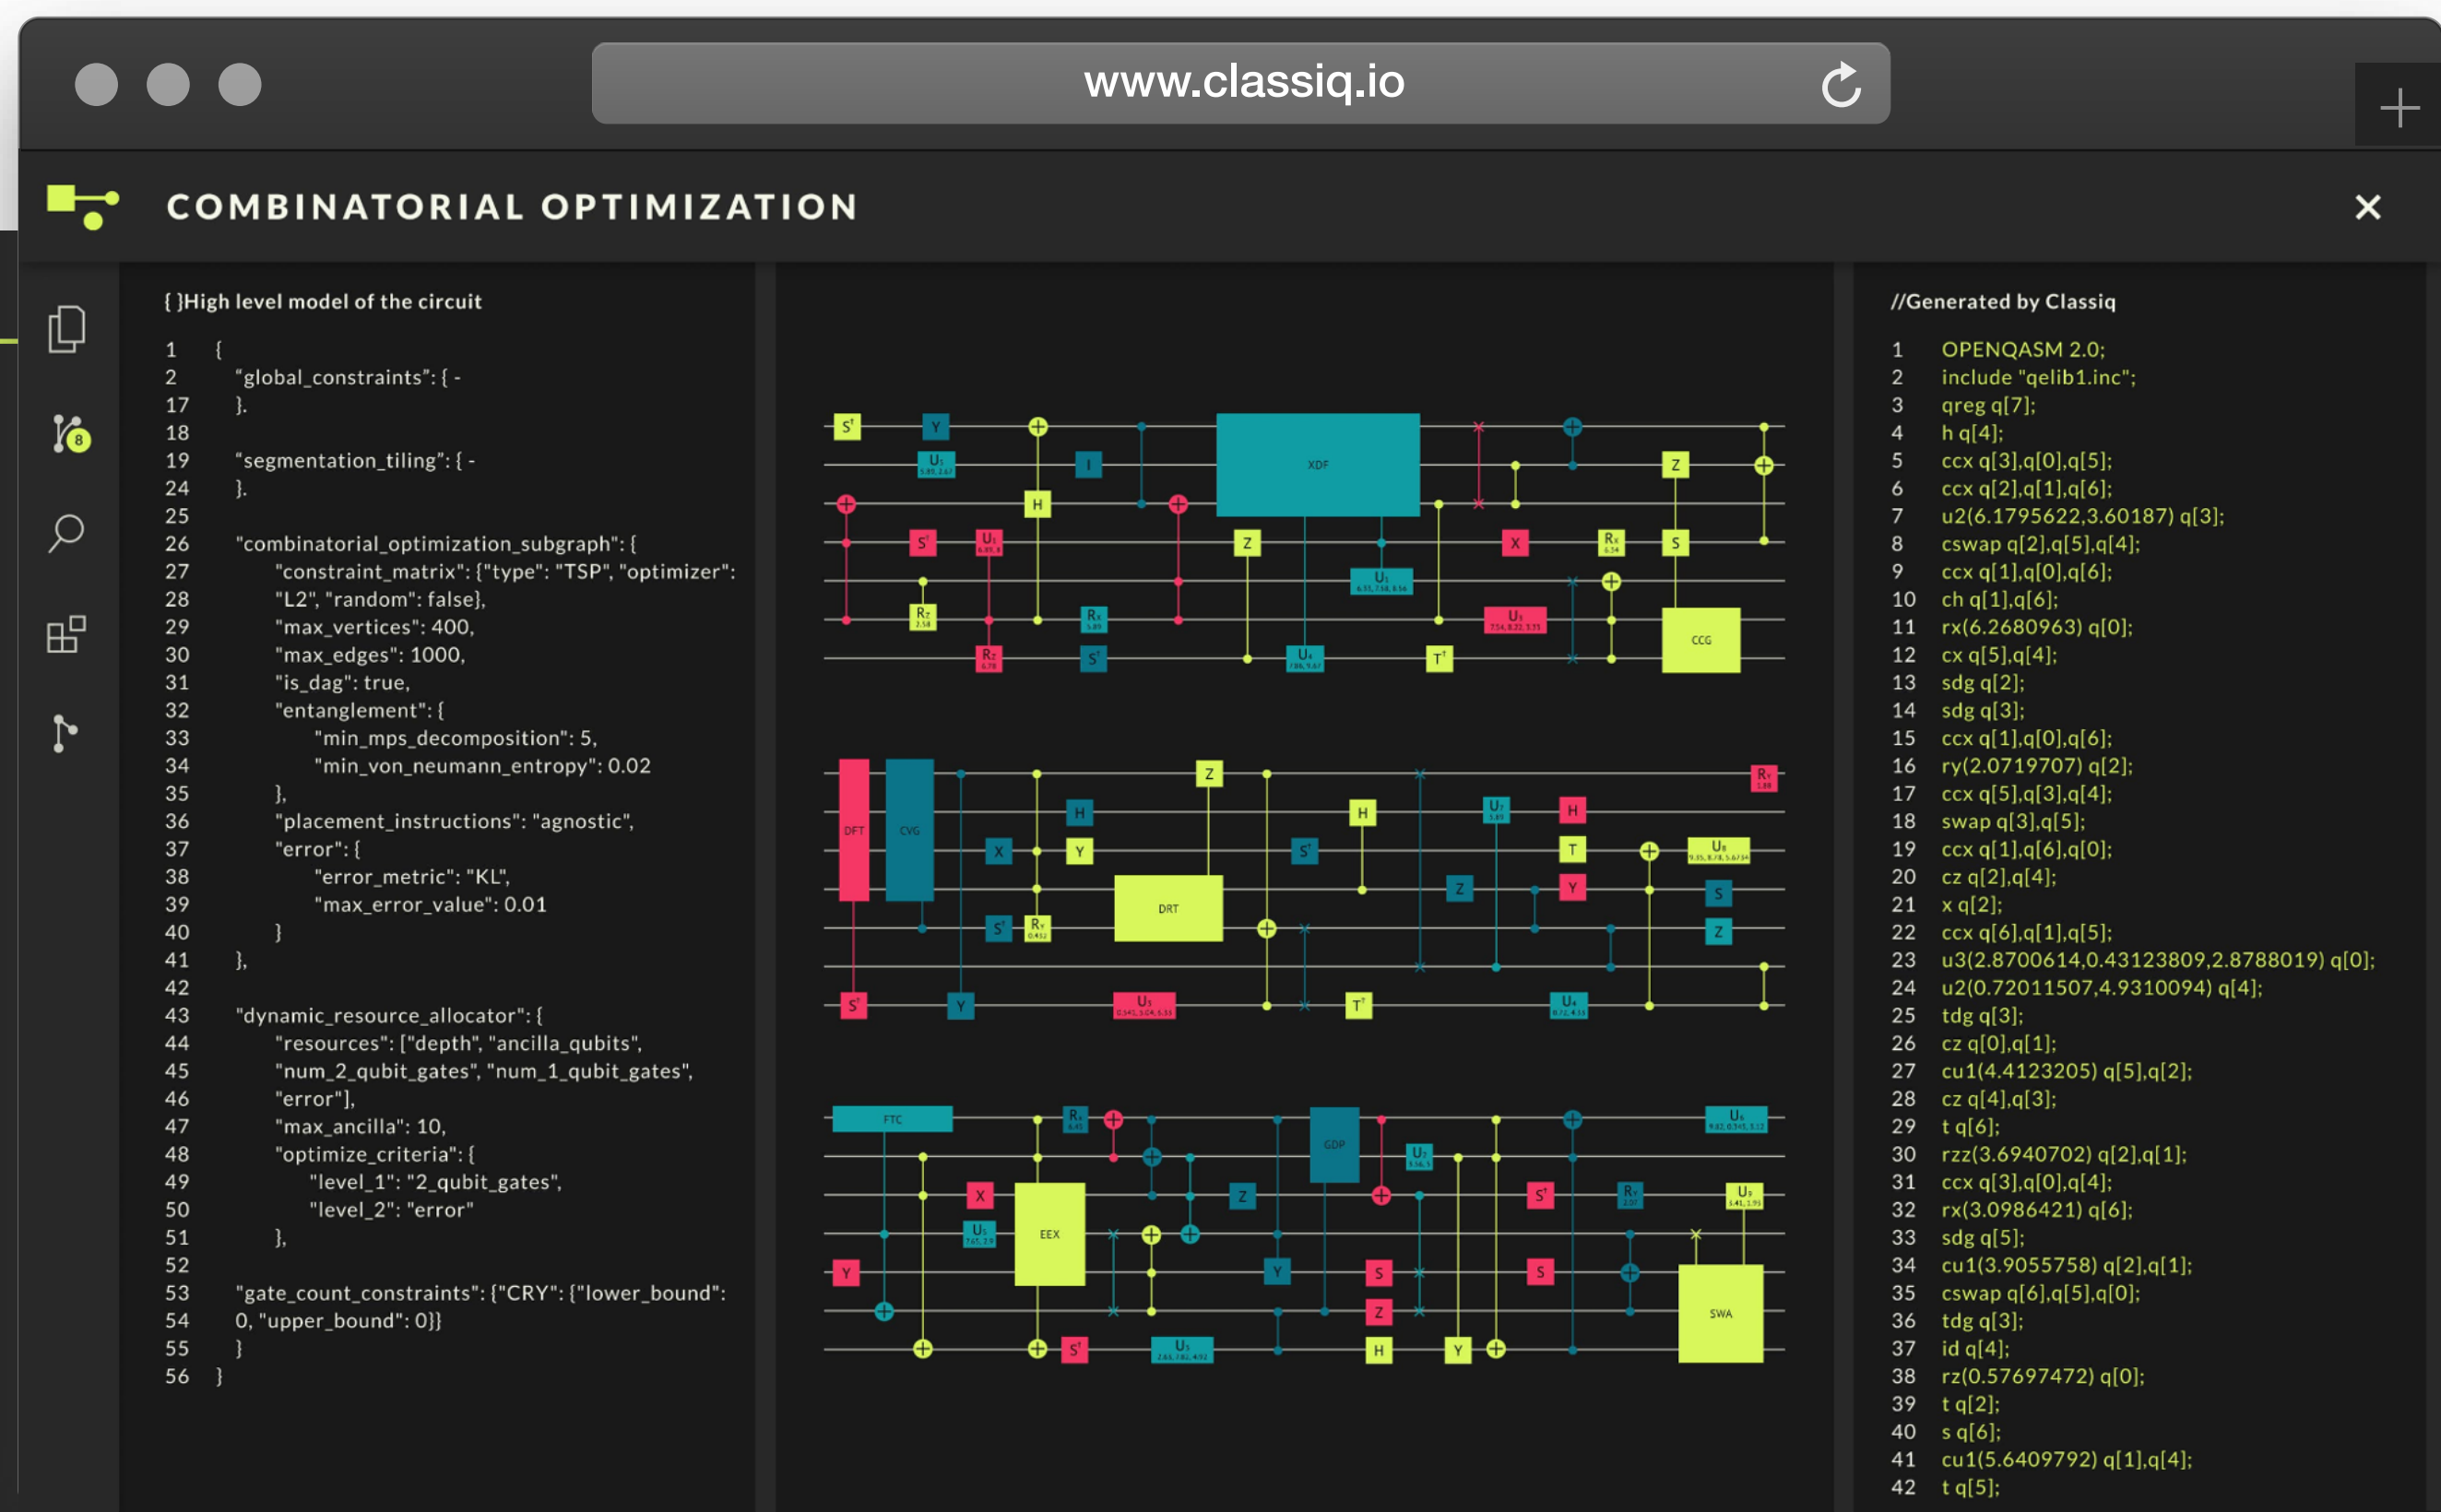 www.classiq.io
COMBINATORIAL OPTIMIZATION
8
{ }High level model of the circuit
1 {
2 “global_constraints”: { -
17 }.
18
19 “segmentation_tiling”: { -
24 }.
25
26 "combinatorial_optimization_subgraph": {
27 "constraint_matrix": {"type": "TSP", "optimizer":
28 "L2", "random": false},
29 "max_vertices": 400,
30 "max_edges": 1000,
31 "is_dag": true,
32 "entanglement": {
33 "min_mps_decomposition": 5,
34 "min_von_neumann_entropy": 0.02
35 },
36 "placement_instructions": "agnostic",
37 "error": {
38 "error_metric": "KL",
39 "max_error_value": 0.01
40 }
41 },
42
43 "dynamic_resource_allocator": {
44 "resources": ["depth", "ancilla_qubits",
45 "num_2_qubit_gates", "num_1_qubit_gates",
46 "error"],
47 "max_ancilla": 10,
48 "optimize_criteria": {
49 "level_1": "2_qubit_gates",
50 "level_2": "error"
51 },
52
53 "gate_count_constraints": {"CRY": {"lower_bound":
54 0, "upper_bound": 0}}
55 }
56 }
S† Y
I XDF Z
H
S† Z X S
S† T† CCG
Z
DFT CVG H H H
X Y S† T
DRT Z Y S
S† Z
S† Y T†
FTC GDP
X Z S†
EEX
Y Y S S
Z SWA
S† H Y
//Generated by Classiq
1 OPENQASM 2.0;
2 include "qelib1.inc";
3 qreg q[7];
4 h q[4];
5 ccx q[3],q[0],q[5];
6 ccx q[2],q[1],q[6];
7 u2(6.1795622,3.60187) q[3];
8 cswap q[2],q[5],q[4];
9 ccx q[1],q[0],q[6];
10 ch q[1],q[6];
11 rx(6.2680963) q[0];
12 cx q[5],q[4];
13 sdg q[2];
14 sdg q[3];
15 ccx q[1],q[0],q[6];
16 ry(2.0719707) q[2];
17 ccx q[5],q[3],q[4];
18 swap q[3],q[5];
19 ccx q[1],q[6],q[0];
20 cz q[2],q[4];
21 x q[2];
22 ccx q[6],q[1],q[5];
23 u3(2.8700614,0.43123809,2.8788019) q[0];
24 u2(0.72011507,4.9310094) q[4];
25 tdg q[3];
26 cz q[0],q[1];
27 cu1(4.4123205) q[5],q[2];
28 cz q[4],q[3];
29 t q[6];
30 rzz(3.6940702) q[2],q[1];
31 ccx q[3],q[0],q[4];
32 rx(3.0986421) q[6];
33 sdg q[5];
34 cu1(3.9055758) q[2],q[1];
35 cswap q[6],q[5],q[0];
36 tdg q[3];
37 id q[4];
38 rz(0.57697472) q[0];
39 t q[2];
40 s q[6];
41 cu1(5.6409792) q[1],q[4];
42 t q[5];